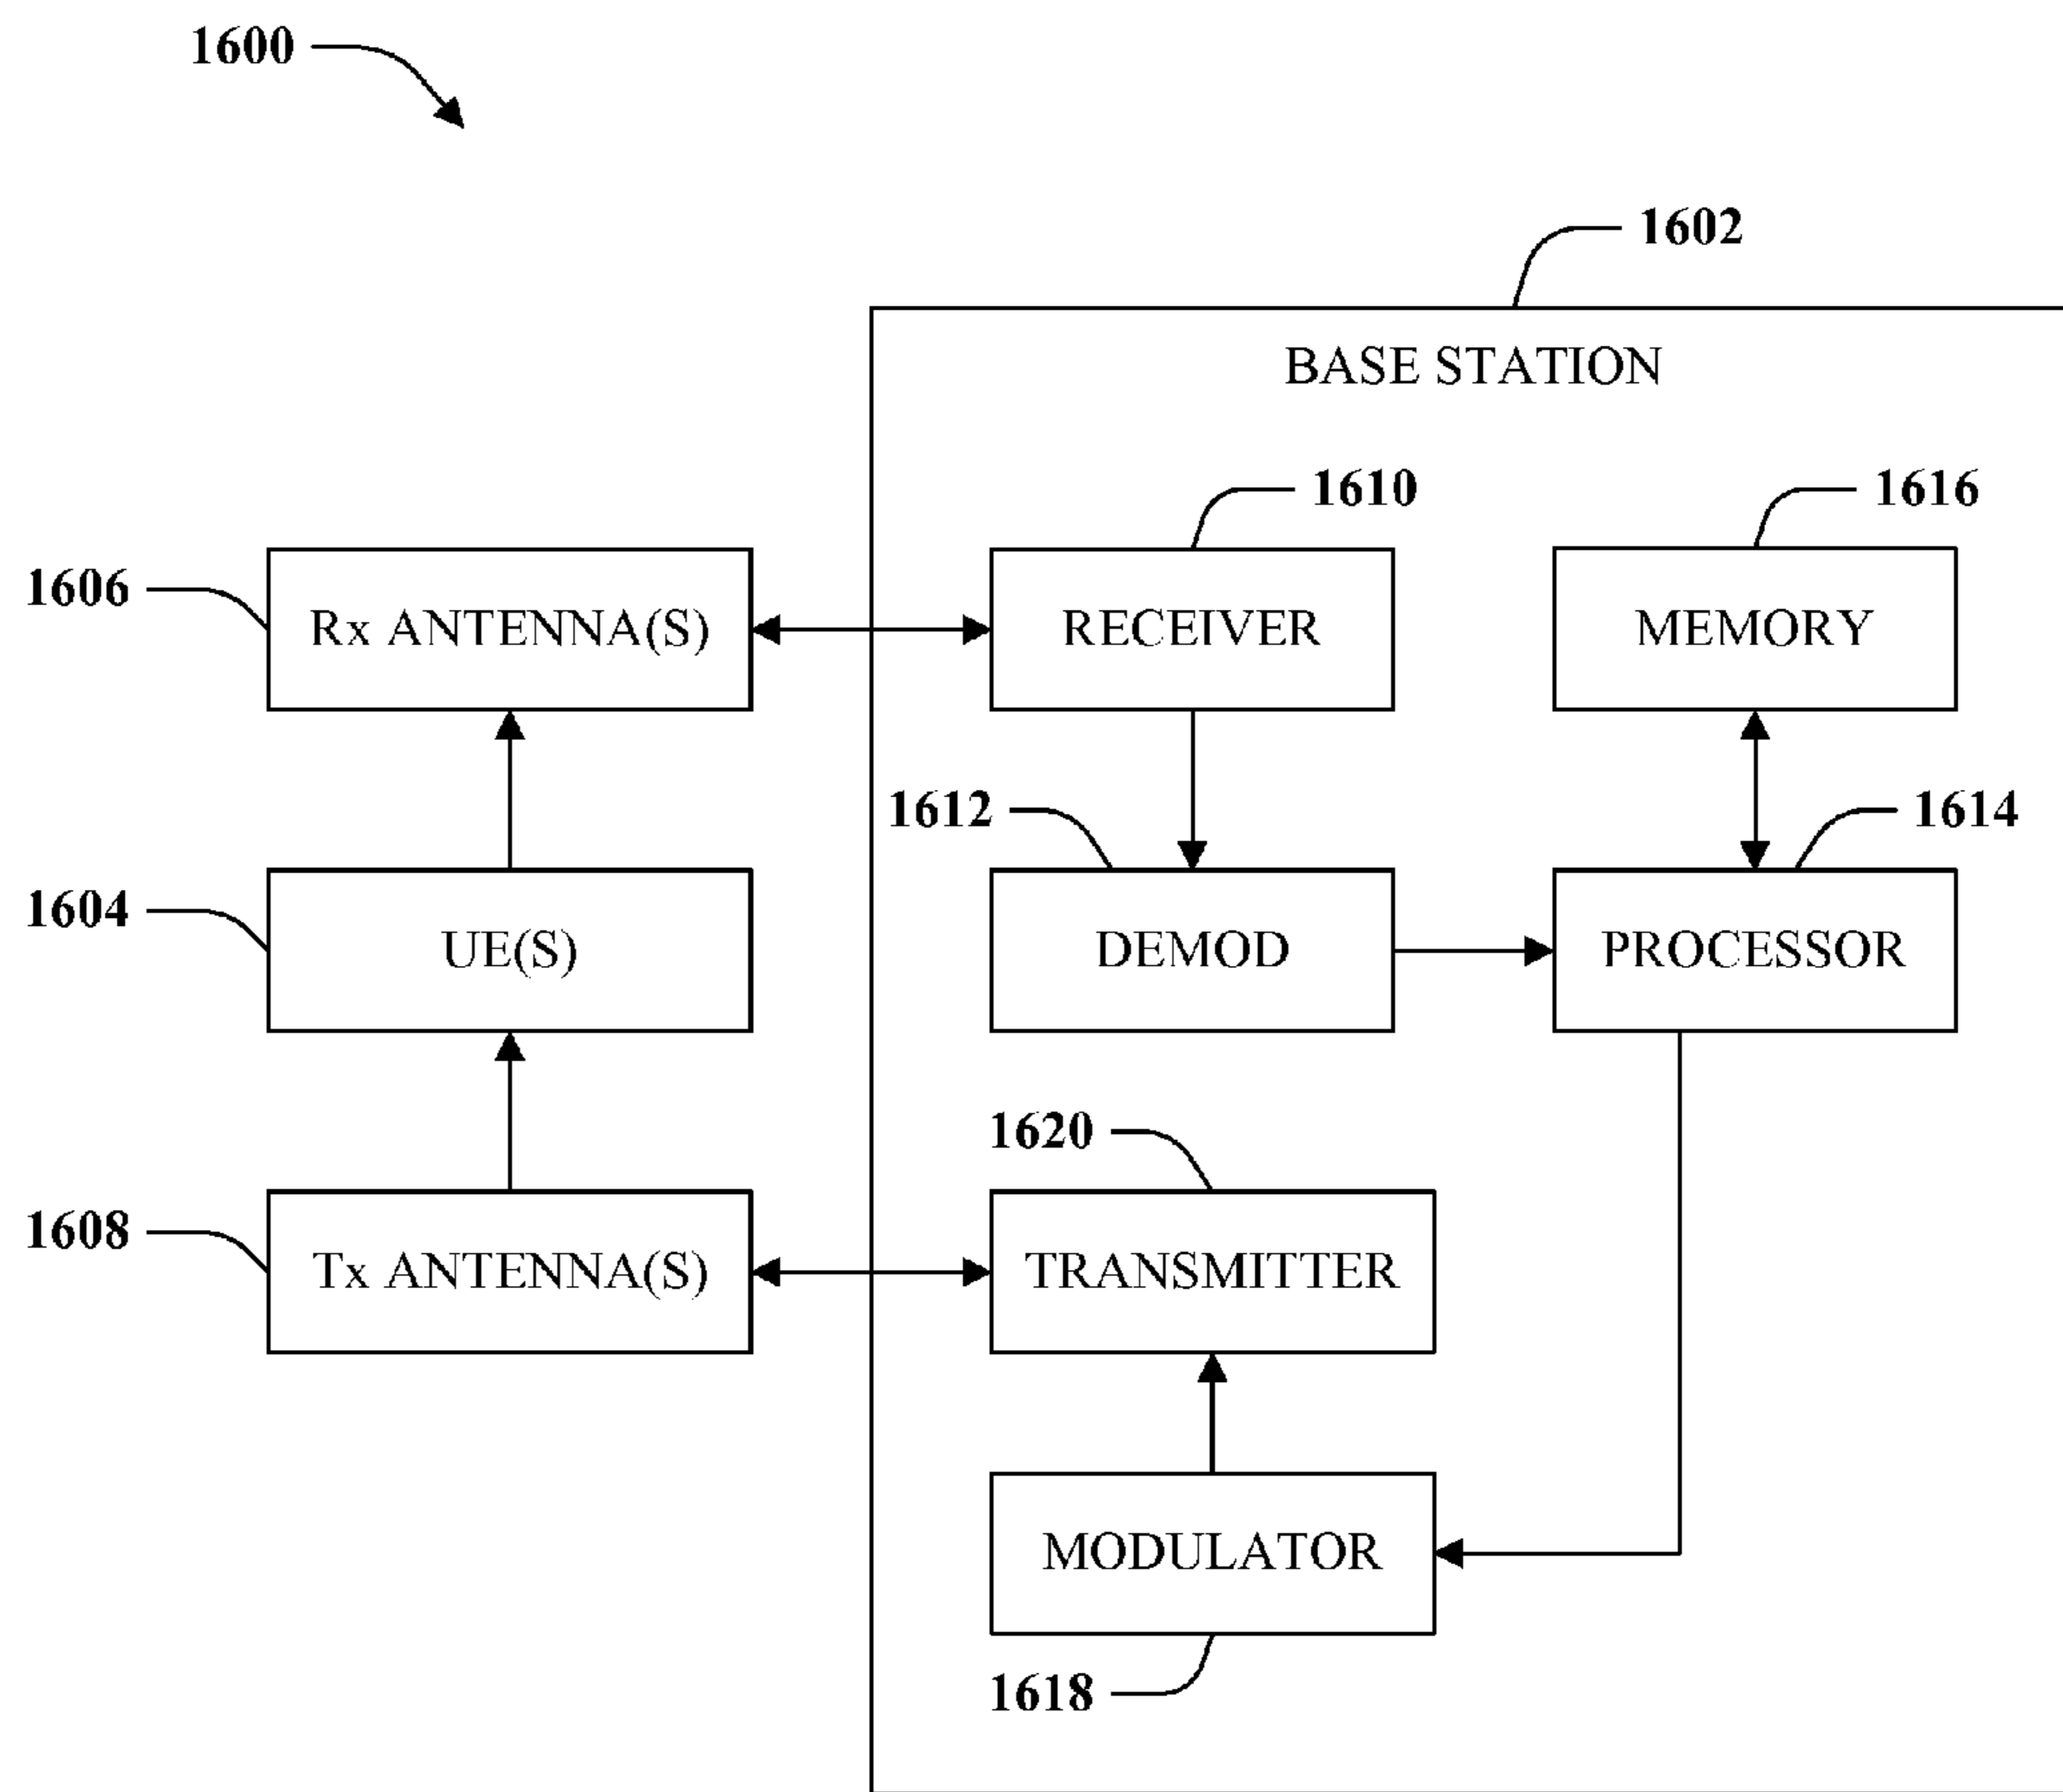 1600
1602
BASE STATION
1610
1616
1606
Rx ANTENNA(S)
RECEIVER
MEMORY
1612
1614
1604
UE(S)
DEMOD
PROCESSOR
1620
1608
Tx ANTENNA(S)
TRANSMITTER
MODULATOR
1618